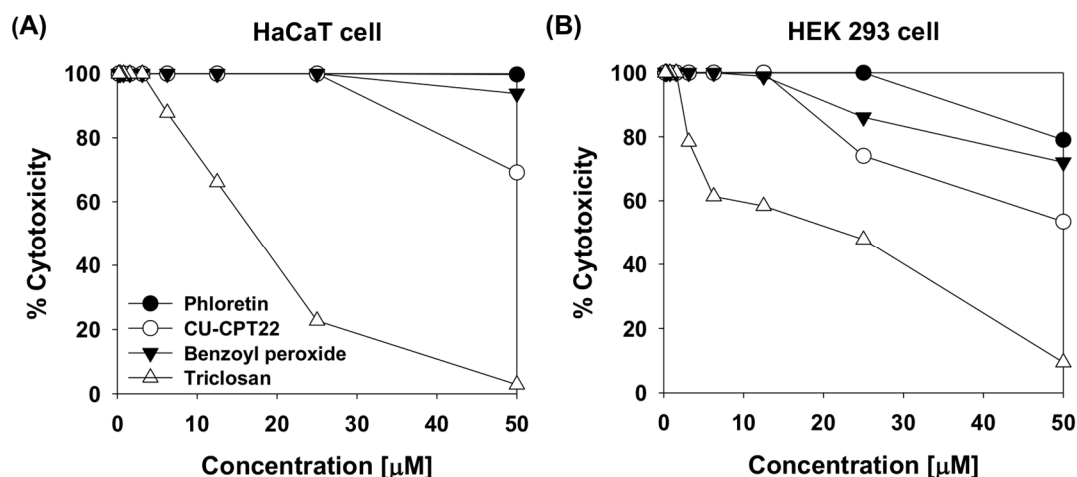 (A)
HaCaT cell
% Cytotoxicity
100
80
60
40
20
0
Phloretin
CU-CPT22
Benzoyl peroxide
Triclosan
0 10 20 30 40 50
Concentration [μM]
(B)
HEK 293 cell
% Cytotoxicity
100
80
60
40
20
0
0 10 20 30 40 50
Concentration [μM]